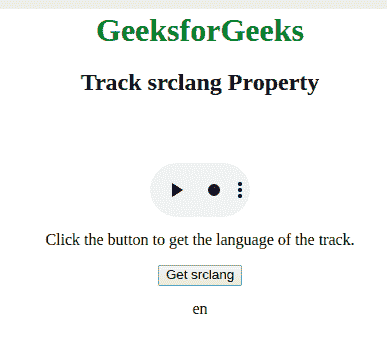 GeeksforGeeks
Track srclang Property
Click the button to get the language of the track.
Get srclang
en